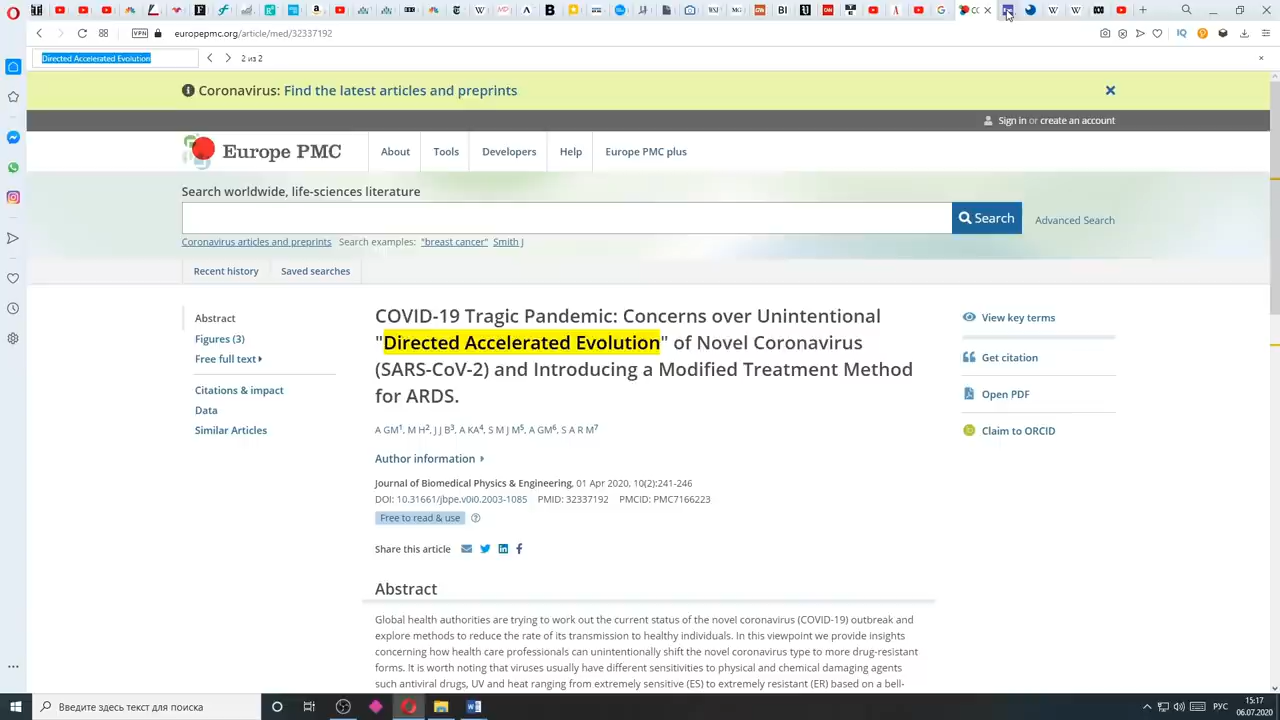 VPN
europepmc.org/article/med/32337192
IQ
Directed Accelerated Evolution
2 из 2
Coronavirus: Find the latest articles and preprints
Sign in or create an account
Europe PMC
About
Tools
Developers
Help
Europe PMC plus
Search worldwide, life-sciences literature
Search
Advanced Search
Coronavirus articles and preprints Search examples: "breast cancer" Smith J
Recent history
Saved searches
Abstract
Figures (3)
Free full text
Citations & impact
Data
Similar Articles
COVID-19 Tragic Pandemic: Concerns over Unintentional
"Directed Accelerated Evolution" of Novel Coronavirus
(SARS-CoV-2) and Introducing a Modified Treatment Method
for ARDS.
A GM1, M H2, J J B3, A KA4, S M J M5, A GM6, S A R M7
Author information
Journal of Biomedical Physics & Engineering, 01 Apr 2020, 10(2):241-246
DOI: 10.31661/jbpe.v0i0.2003-1085 PMID: 32337192 PMCID: PMC7166223
Free to read & use
Share this article
Abstract
Global health authorities are trying to work out the current status of the novel coronavirus (COVID-19) outbreak and
explore methods to reduce the rate of its transmission to healthy individuals. In this viewpoint we provide insights
concerning how health care professionals can unintentionally shift the novel coronavirus type to more drug-resistant
forms. It is worth noting that viruses usually have different sensitivities to physical and chemical damaging agents
such antiviral drugs, UV and heat ranging from extremely sensitive (ES) to extremely resistant (ER) based on a bell-
View key terms
Get citation
Open PDF
Claim to ORCID
Введите здесь текст для поиска
РУС
15:17
06.07.2020